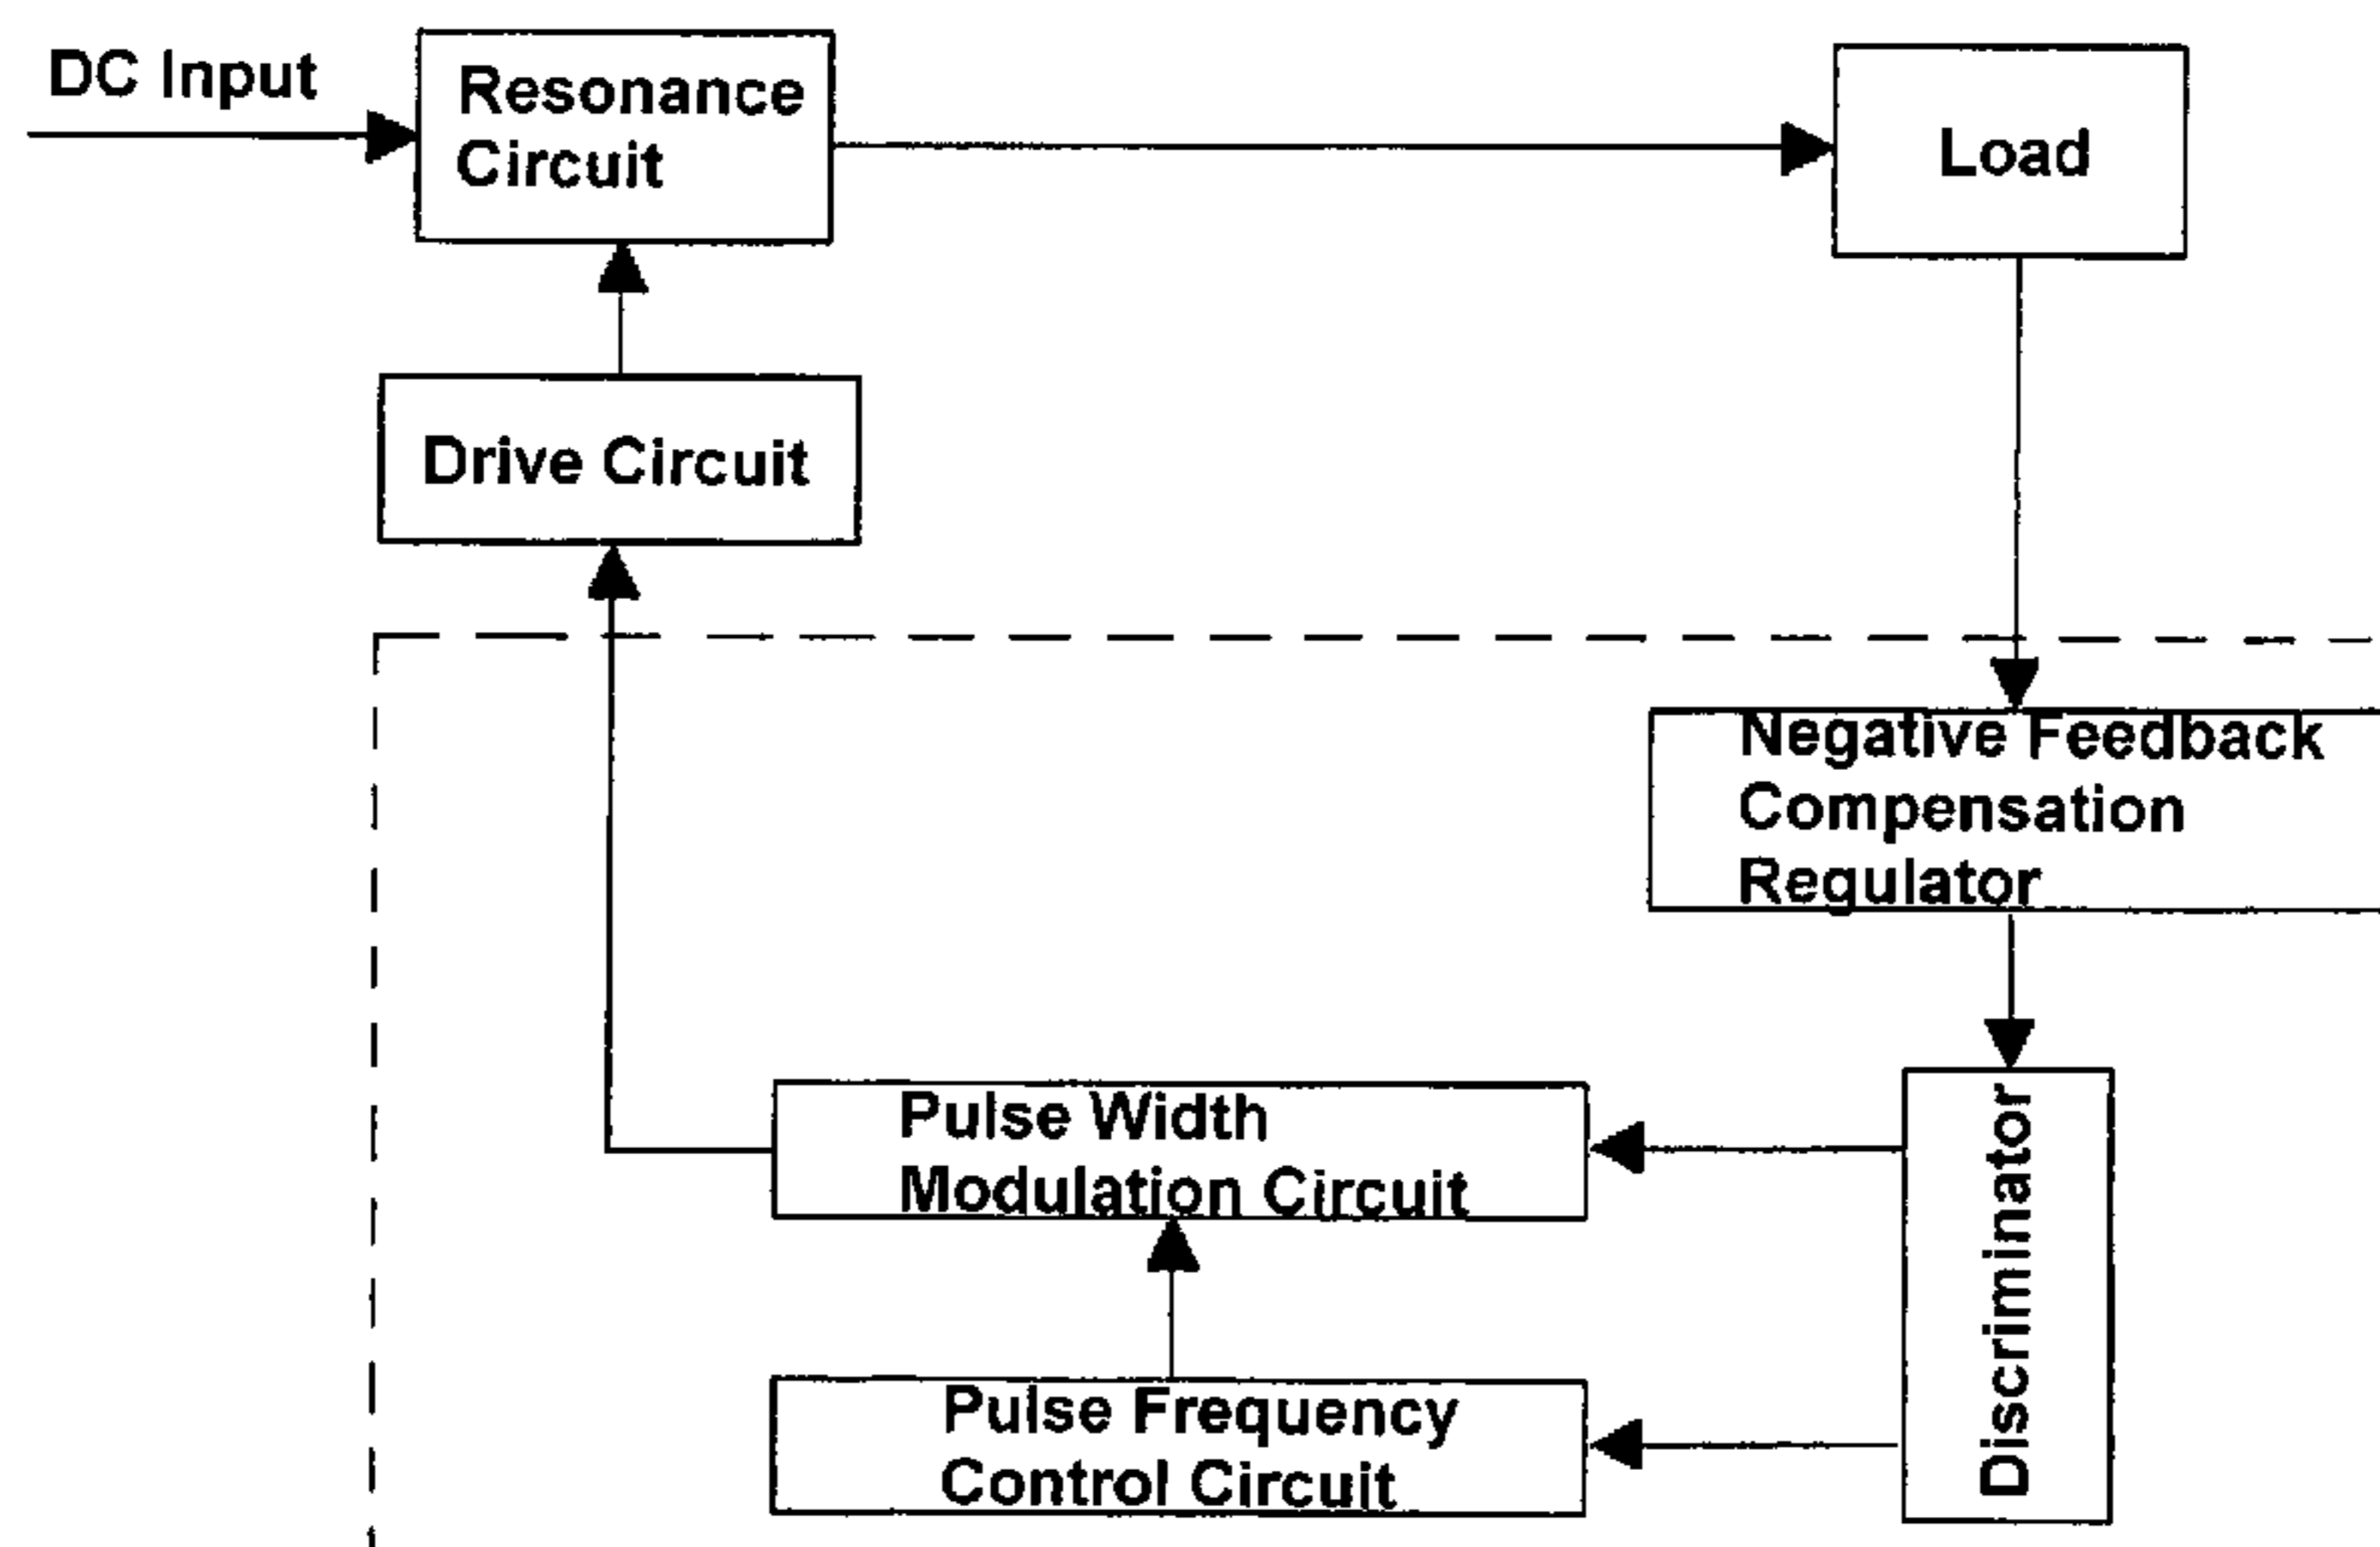 DC Input
Resonance
Circuit
Load
Drive Circuit
Negative Feedback
Compensation
Regulator
Pulse Width
Modulation Circuit
Discriminator
Pulse Frequency
Control Circuit